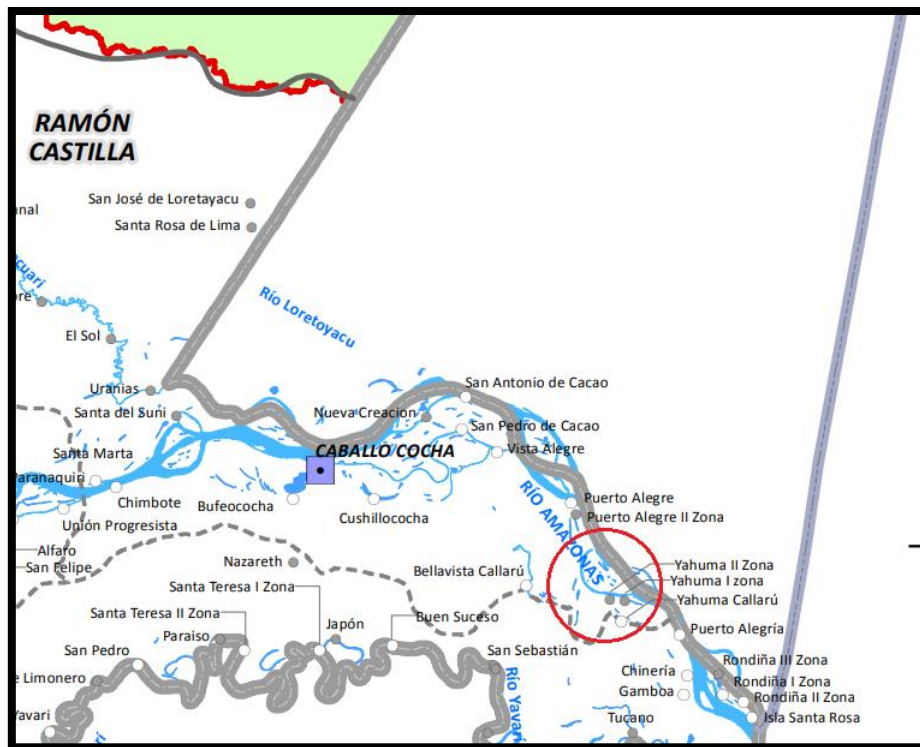 RAMÓN
CASTILLA
San José de Loretayacu
Santa Rosa de Lima
Río Loretoyacu
El Sol
Uranias
Santa del Suni
San Antonio de Cacao
Nueva Creacion
San Pedro de Cacao
CABALLO COCHA
Vista Alegre
Santa Marta
Chimbote
Bufeococha
Cushillococha
Unión Progresista
RÍO AMAZONAS
Puerto Alegre
Puerto Alegre II Zona
Alfaro
San Felipe
Nazareth
Bellavista Callarú
Yahuma II Zona
Yahuma I zona
Yahuma Callarú
Santa Teresa I Zona
Santa Teresa II Zona
Japón
Buen Suceso
Puerto Alegría
Paraiso
San Pedro
San Sebastián
Río Yavarí
Chinería
Gamboa
Rondiña III Zona
Rondiña I Zona
Rondiña II Zona
Isla Santa Rosa
Tucano
e Limonero